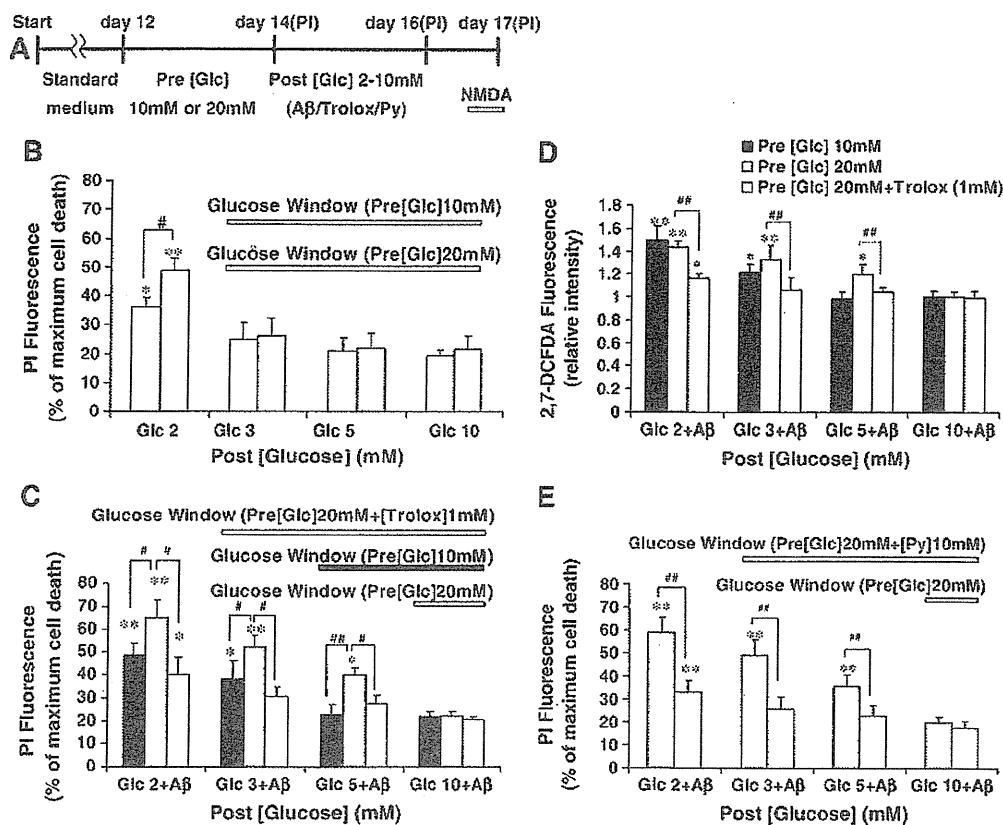 A
Start day 12 day 14(PI) day 16(PI) day 17(PI)
Standard medium
Pre [Glc] 10mM or 20mM
Post [Glc] 2-10mM (Aβ/Trolox/Py)
NMDA
B
PI Fluorescence
(% of maximum cell death)
80
70
60
50
40
30
20
10
0
Glucose Window (Pre[Glc]10mM)
Glucose Window (Pre[Glc]20mM)
#
*
**
Glc 2 Glc 3 Glc 5 Glc 10
Post [Glucose] (mM)
D
Pre [Glc] 10mM
Pre [Glc] 20mM
Pre [Glc] 20mM+Trolox (1mM)
2,7-DCFDA Fluorescence
(relative intensity)
1.8
1.6
1.4
1.2
1
0.8
0.6
0.4
0.2
0
## ## ##
** ** * * ** *
Glc 2+Aβ Glc 3+Aβ Glc 5+Aβ Glc 10+Aβ
Post [Glucose] (mM)
C
Glucose Window (Pre[Glc]20mM+[Trolox]1mM)
Glucose Window (Pre[Glc]10mM)
Glucose Window (Pre[Glc]20mM)
PI Fluorescence
(% of maximum cell death)
80
70
60
50
40
30
20
10
0
# # # # ## #
** ** * * ** *
Glc 2+Aβ Glc 3+Aβ Glc 5+Aβ Glc 10+Aβ
Post [Glucose] (mM)
E
Glucose Window (Pre[Glc]20mM+[Py]10mM)
Glucose Window (Pre[Glc]20mM)
PI Fluorescence
(% of maximum cell death)
80
70
60
50
40
30
20
10
0
## ## ##
** ** ** **
Glc 2+Aβ Glc 3+Aβ Glc 5+Aβ Glc 10+Aβ
Post [Glucose] (mM)